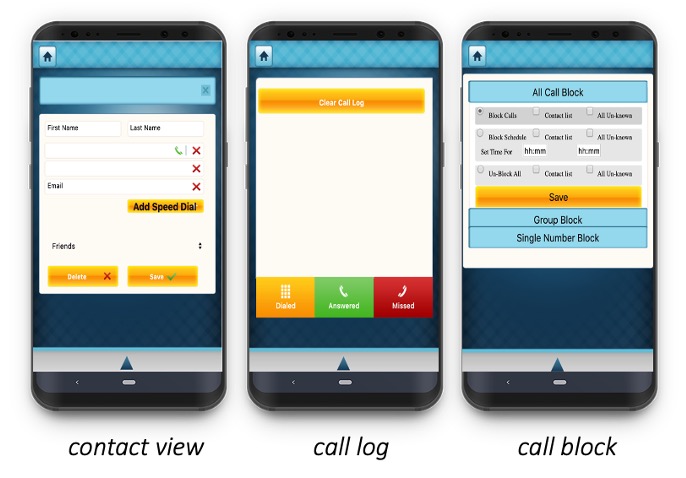 First Name Last Name
Email
Add Speed Dial
Friends
Delete Save
Clear Call Log
Dialed Answered Missed
All Call Block
Block Calls Contact list All Un-known
Block Schedule Contact list All Un-known
Set Time For hh:mm hh:mm
Un-Block All Contact list All Un-known
Save
Group Block
Single Number Block
contact view call log call block